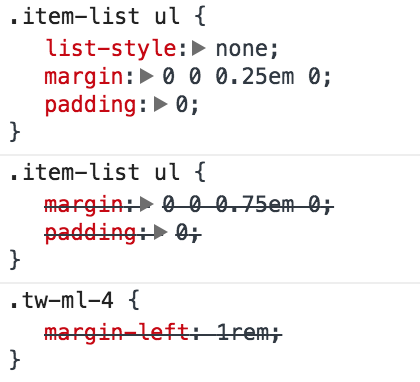 .item-list ul {
list-style: none;
margin: 0 0 0.25em 0;
padding: 0;
}
.item-list ul {
margin: 0 0 0.75em 0;
padding: 0;
}
.tw-ml-4 {
margin-left: 1rem;
}